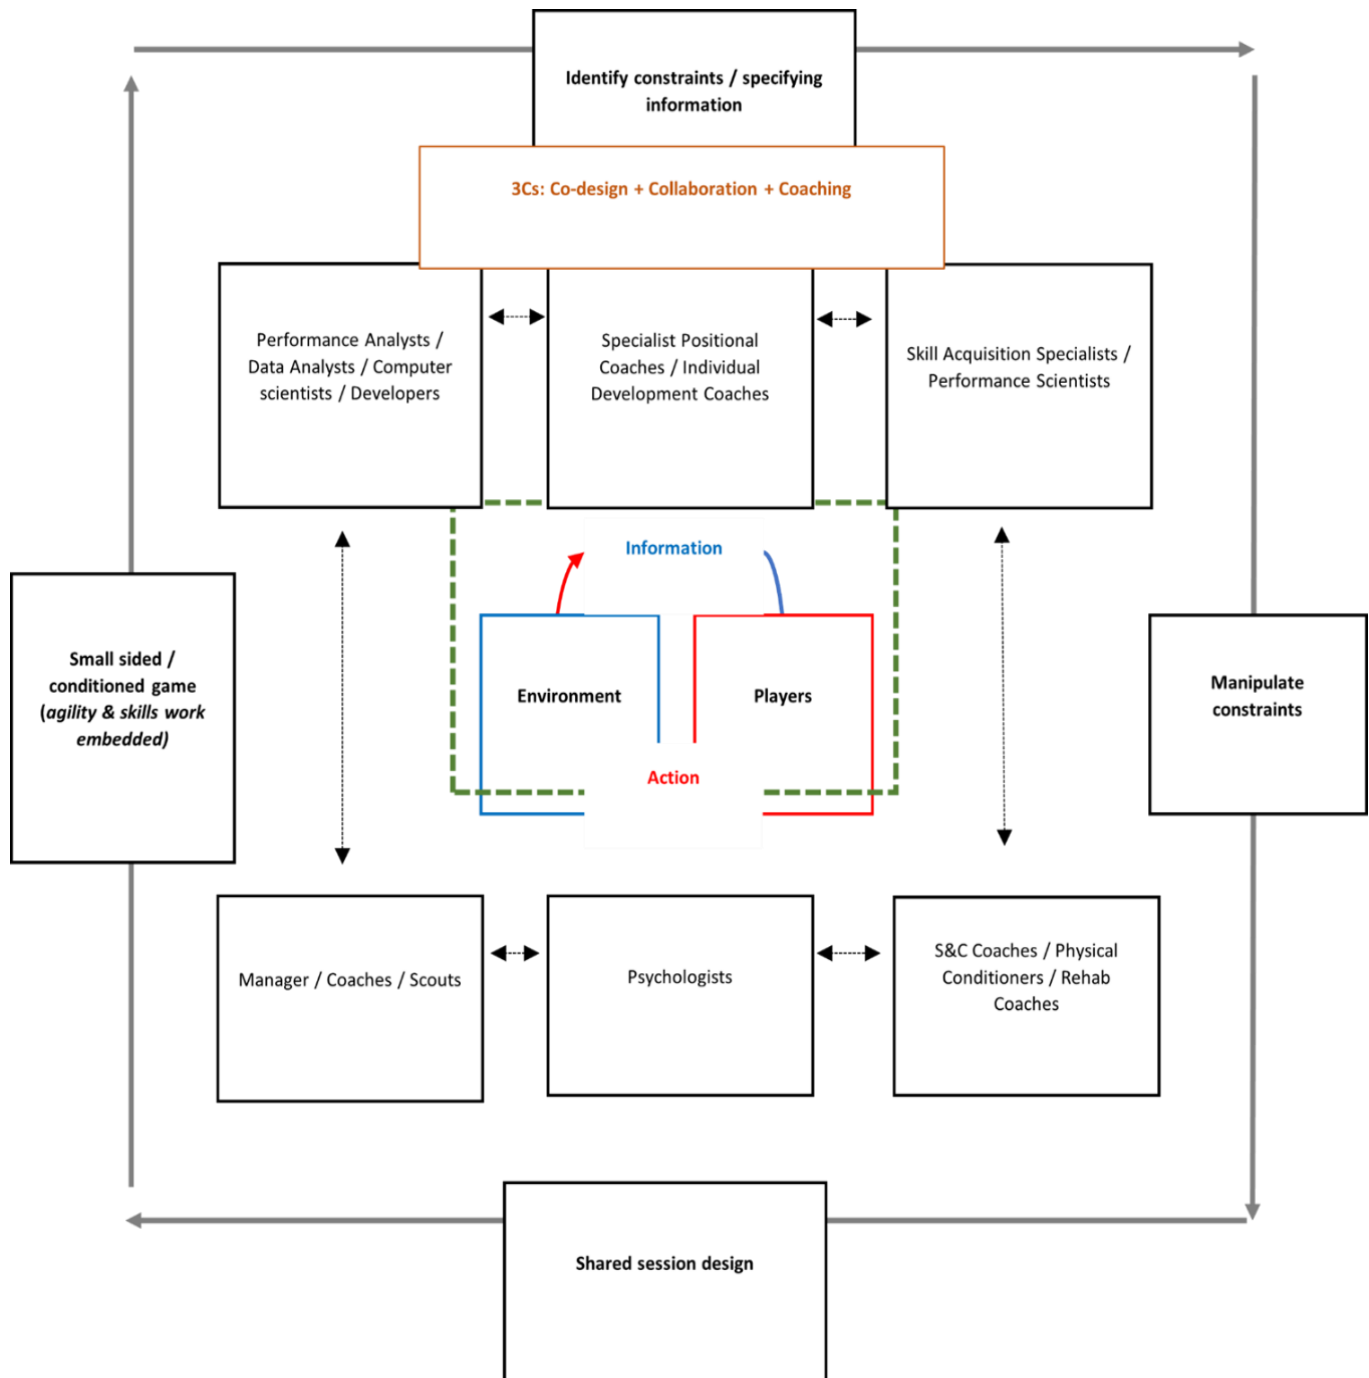 Identify constraints / specifying
information
3Cs: Co-design + Collaboration + Coaching
Performance Analysts /
Data Analysts / Computer
scientists / Developers
Specialist Positional
Coaches / Individual
Development Coaches
Skill Acquisition Specialists /
Performance Scientists
Information
Small sided /
conditioned game
(agility & skills work
embedded)
Environment
Players
Manipulate
constraints
Action
Manager / Coaches / Scouts
Psychologists
S&C Coaches / Physical
Conditioners / Rehab
Coaches
Shared session design